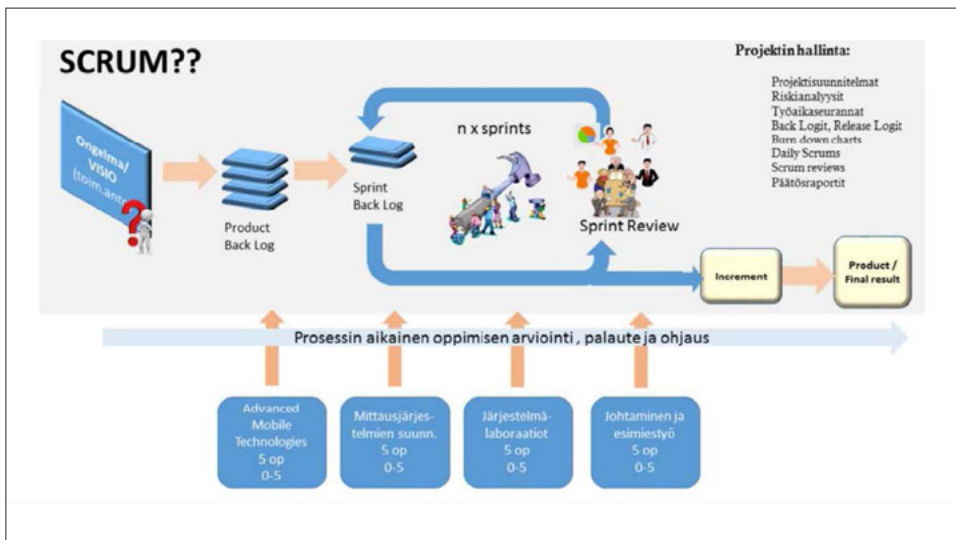 SCRUM??
Projektin hallinta:
Projektisuunnitelmat
Riskianalyysit
Työaikaseurannat
Back Logit, Release Logit
Burn down charts
Daily Scrums
Scrum reviews
Päätösraportit
n x sprints
Ongelma/
VISIO
(toim.anto
?
Product
Back Log
Sprint
Back Log
Sprint Review
Increment
Product /
Final result
Prosessin aikainen oppimisen arviointi , palaute ja ohjaus
Advanced
Mobile
Technologies
5 op
0-5
Mittausjärjes-
telmien suunn.
5 op
0-5
Järjestelmä-
laboraatiot
5 op
0-5
Johtaminen ja
esimiestyö
5 op
0-5